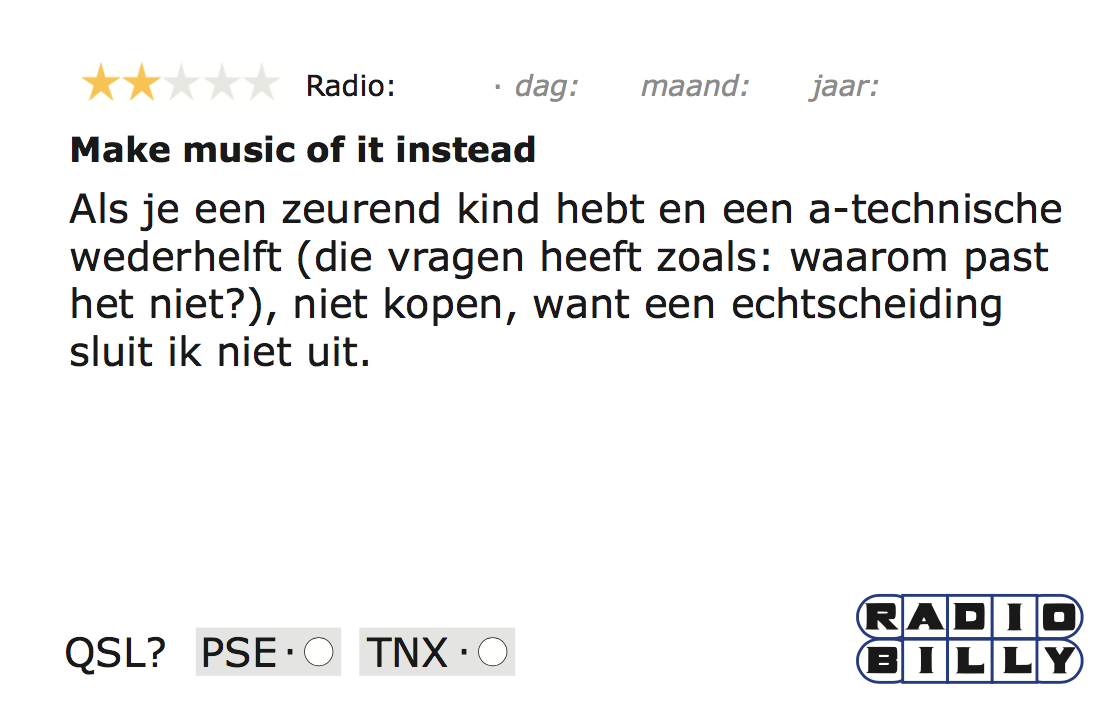 Radio: · dag: maand: jaar:
Make music of it instead
Als je een zeurend kind hebt en een a-technische
wederhelft (die vragen heeft zoals: waarom past
het niet?), niet kopen, want een echtscheiding
sluit ik niet uit.
QSL? PSE · TNX ·
RADIO
BILLY